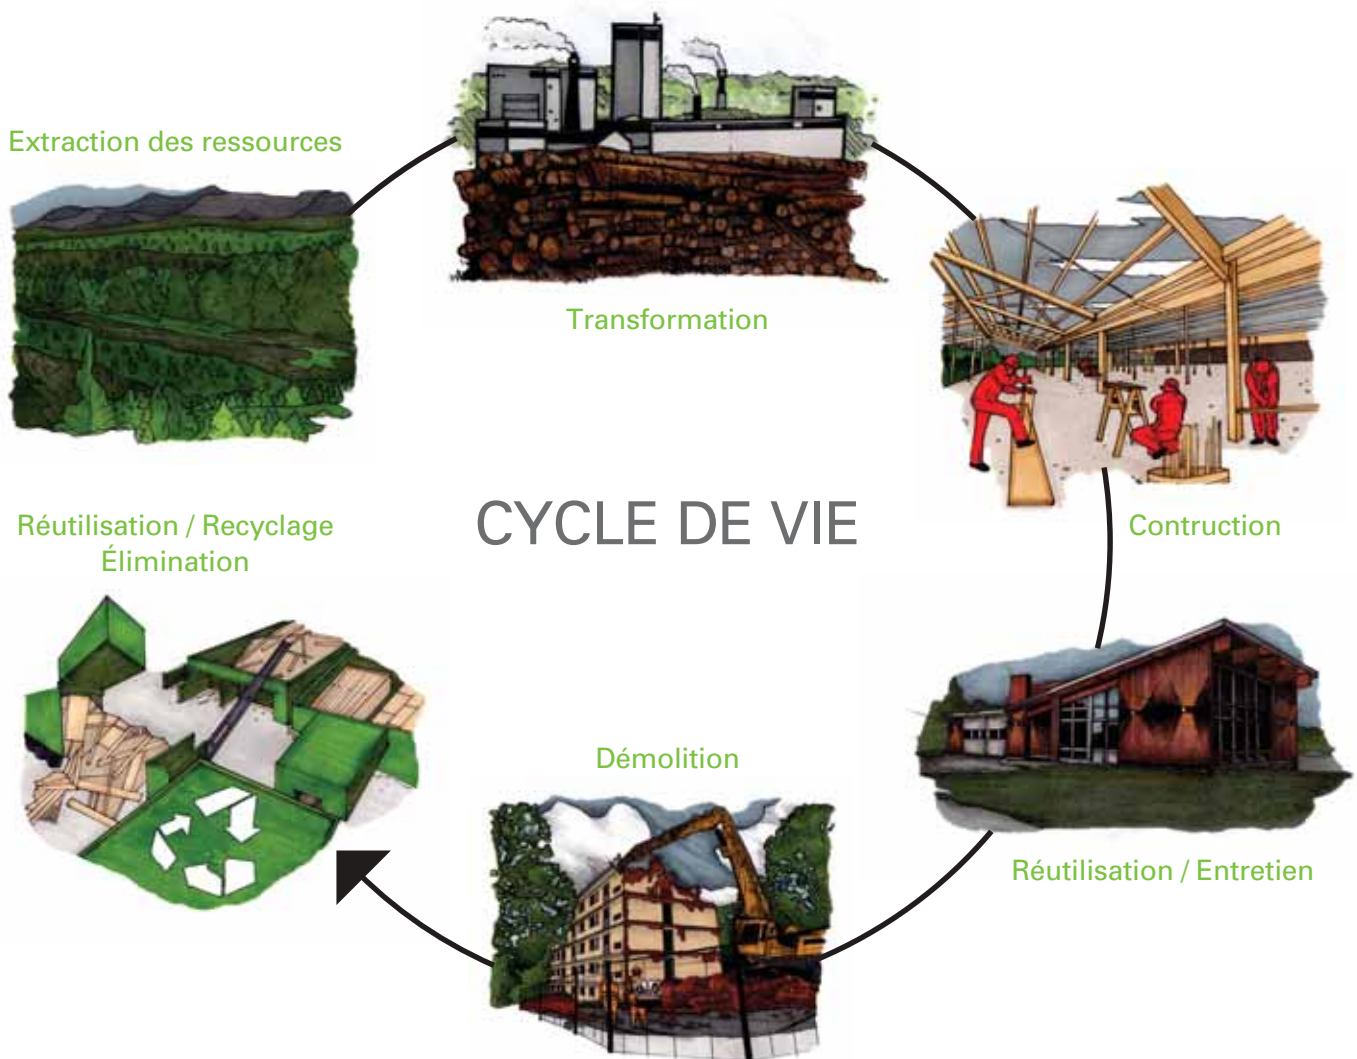 Extraction des ressources
Transformation
Contruction
Réutilisation / Recyclage
Élimination
CYCLE DE VIE
Démolition
Réutilisation / Entretien